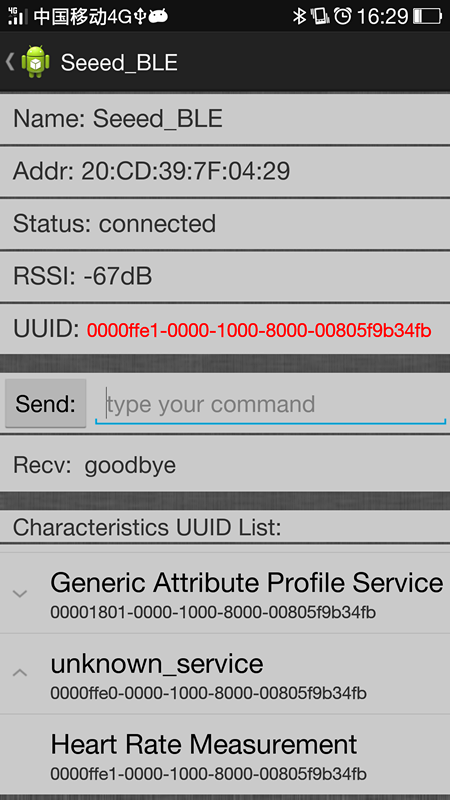 4G 中国移动4G 16:29
Seeed_BLE
Name: Seeed_BLE
Addr: 20:CD:39:7F:04:29
Status: connected
RSSI: -67dB
UUID: 0000ffe1-0000-1000-8000-00805f9b34fb
Send: type your command
Recv: goodbye
Characteristics UUID List:
Generic Attribute Profile Service
00001801-0000-1000-8000-00805f9b34fb
unknown_service
0000ffe0-0000-1000-8000-00805f9b34fb
Heart Rate Measurement
0000ffe1-0000-1000-8000-00805f9b34fb